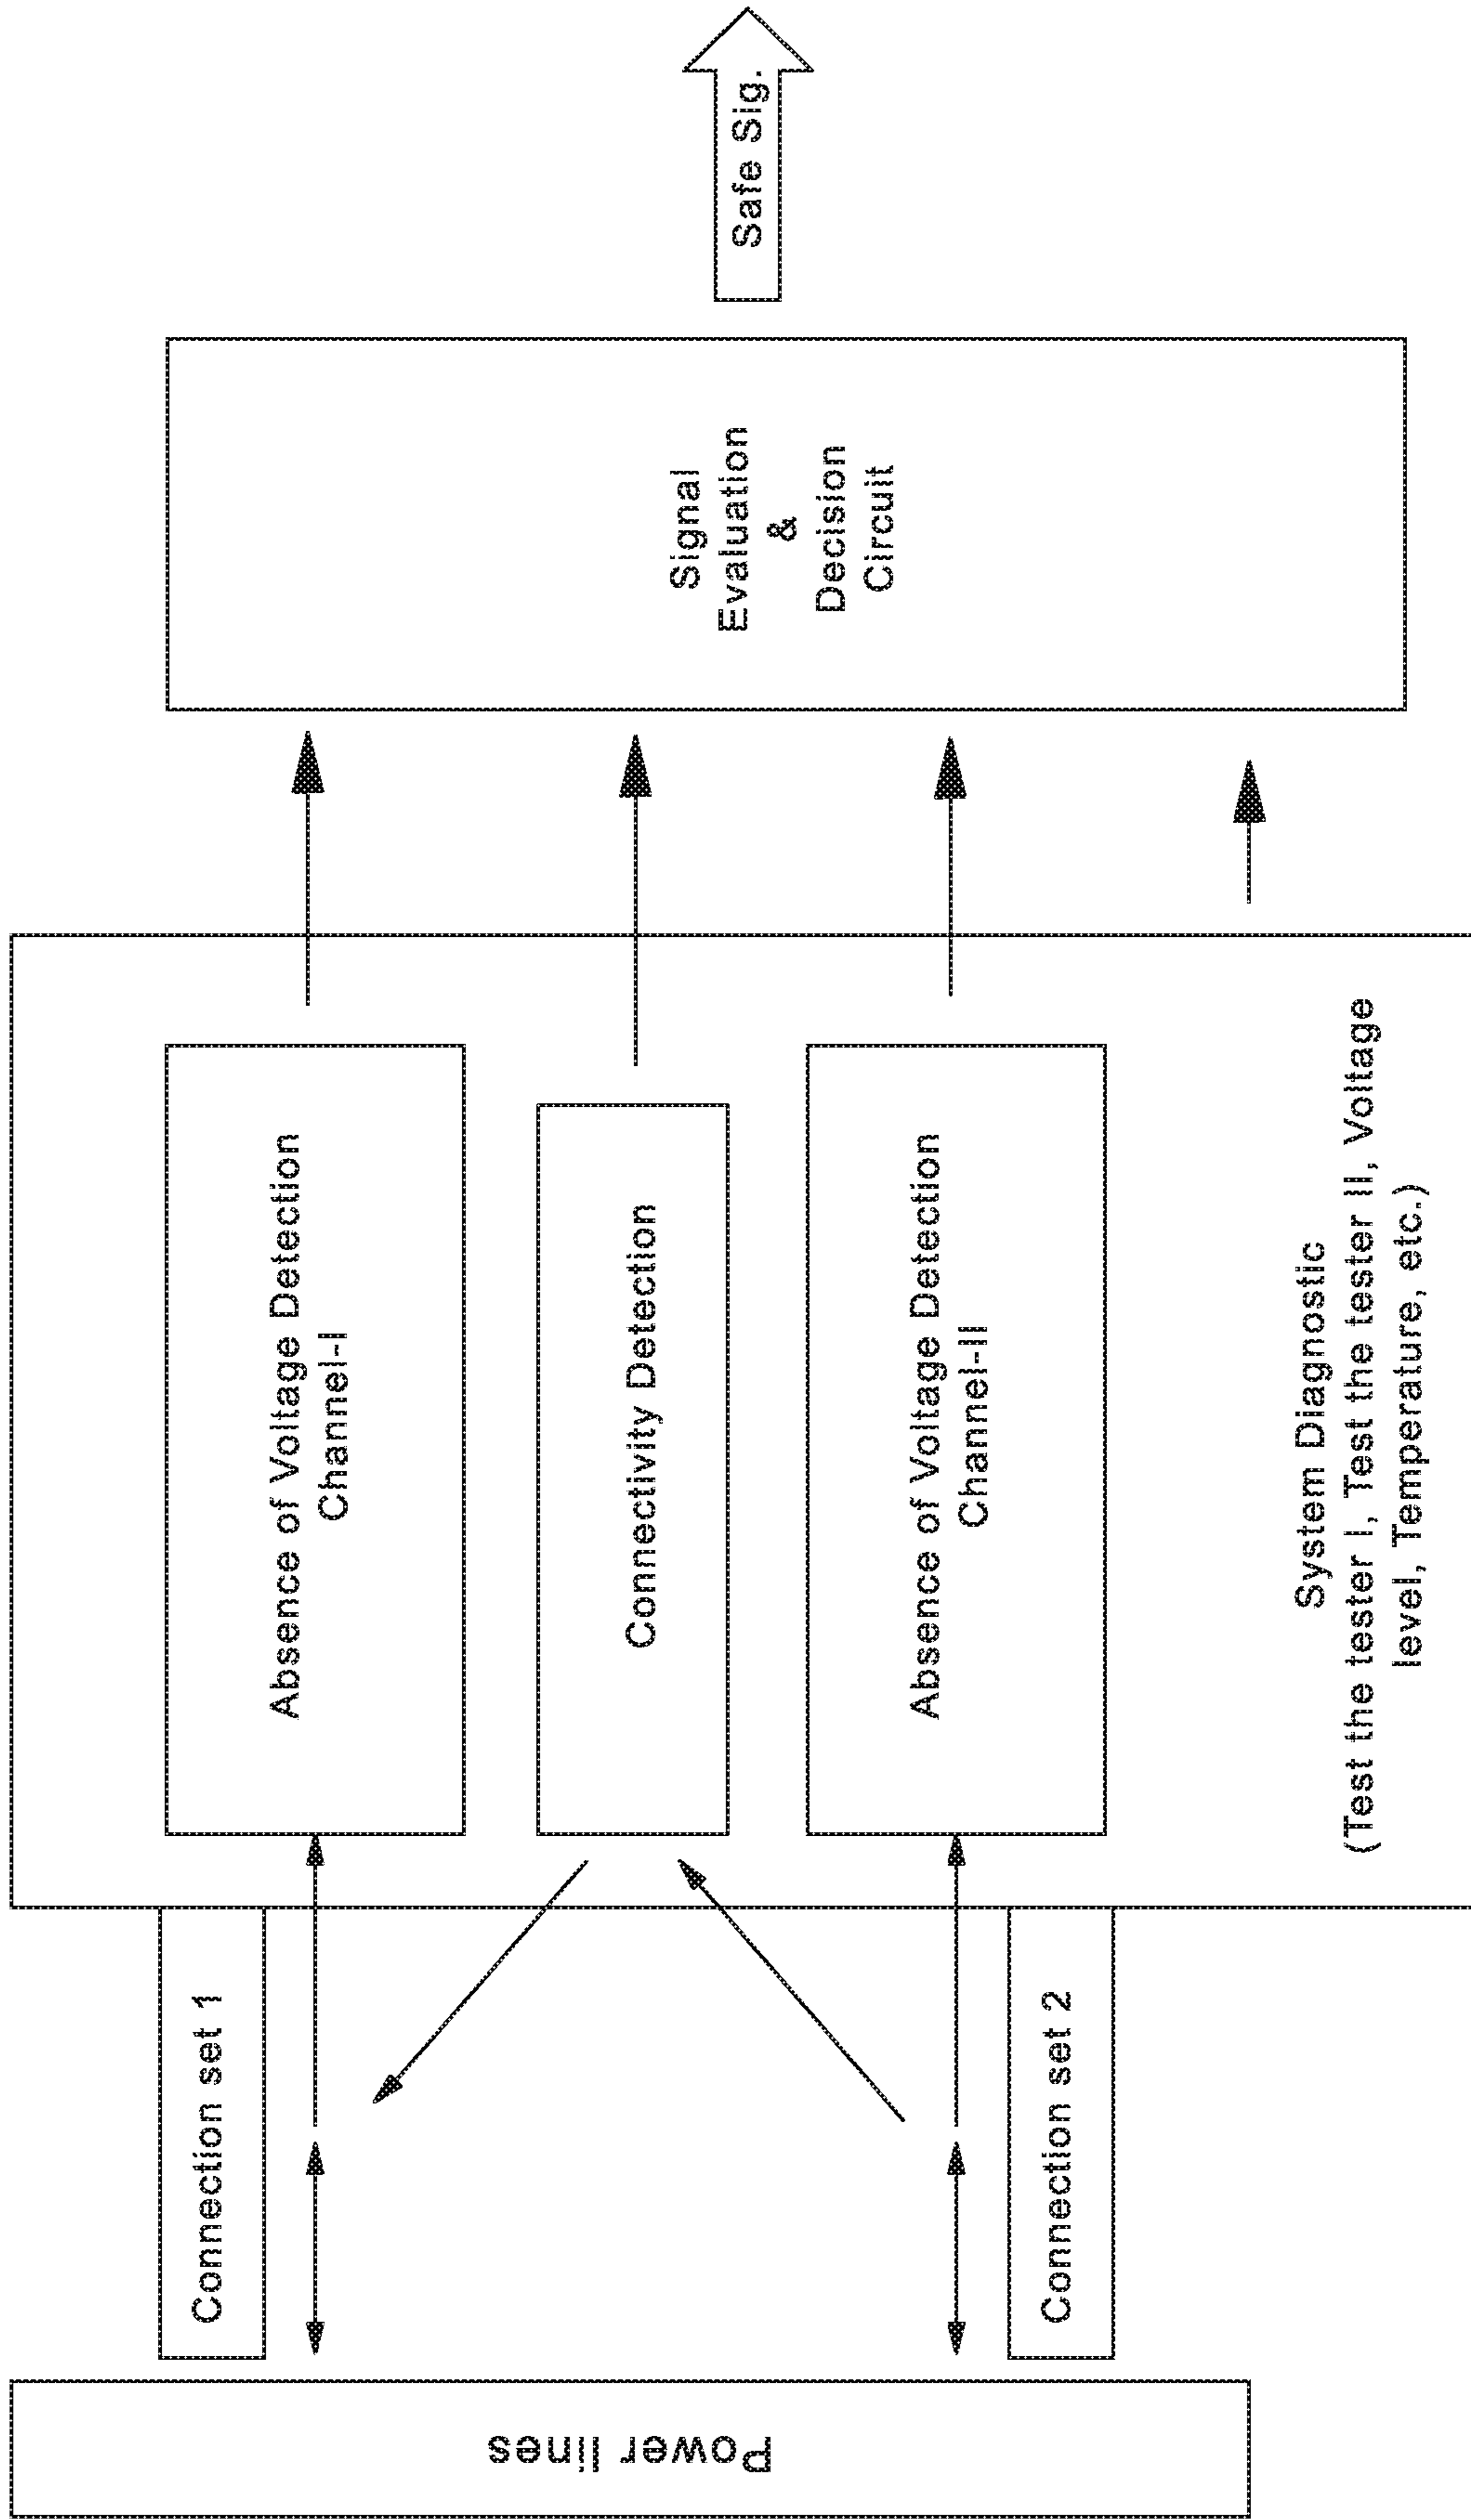 Power lines
Connection set 1
Connection set 2
Absence of Voltage Detection
Channel-I
Connectivity Detection
Absence of Voltage Detection
Channel-II
System Diagnostic
(Test the tester I, Test the tester II, Voltage
level, Temperature, etc.)
Signal
Evaluation
&
Decision
Circuit
Safe Sig.